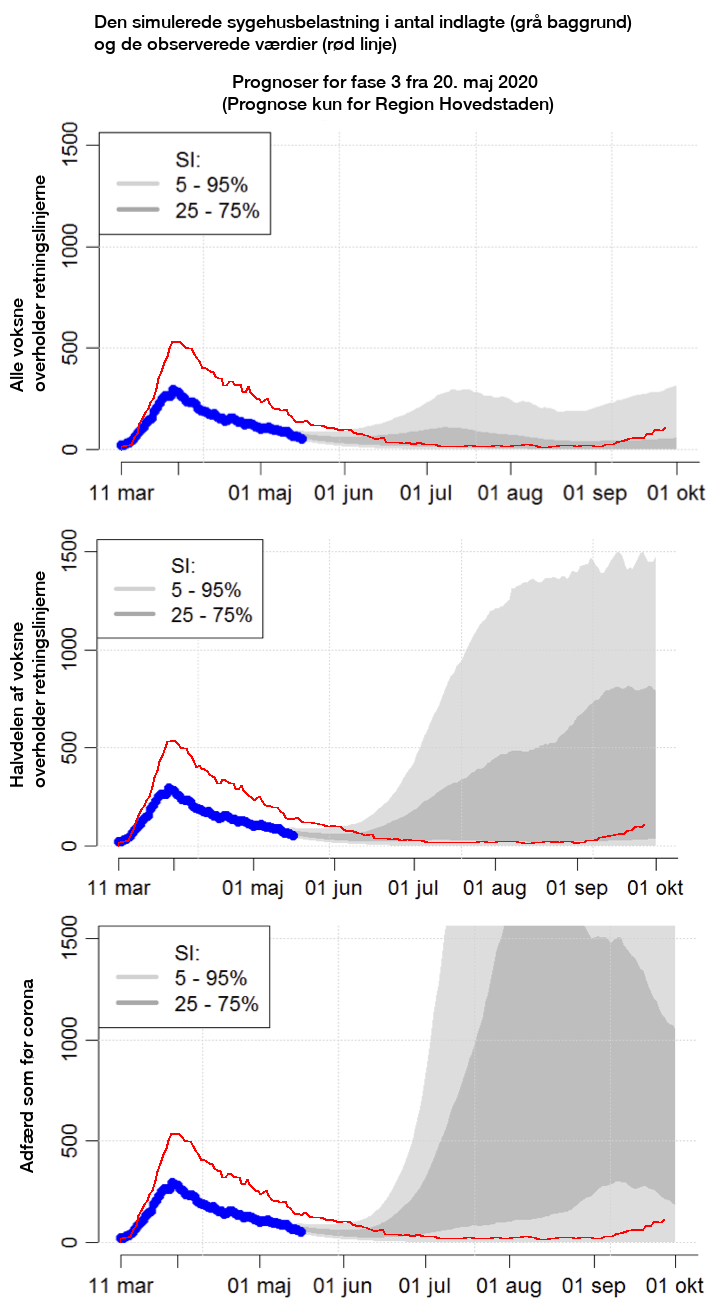 Den simulerede sygehusbelastning i antal indlagte (grå baggrund)
og de observerede værdier (rød linje)
Prognoser for fase 3 fra 20. maj 2020
(Prognose kun for Region Hovedstaden)
Alle voksne
overholder retningslinjerne
1500
1000
500
0
SI:
5 - 95%
25 - 75%
11 mar
01 maj
01 jun
01 jul
01 aug
01 sep
01 okt
Halvdelen af voksne
overholder retningslinjerne
1500
1000
500
0
SI:
5 - 95%
25 - 75%
11 mar
01 maj
01 jun
01 jul
01 aug
01 sep
01 okt
Adfærd som før corona
1500
1000
500
0
SI:
5 - 95%
25 - 75%
11 mar
01 maj
01 jun
01 jul
01 aug
01 sep
01 okt